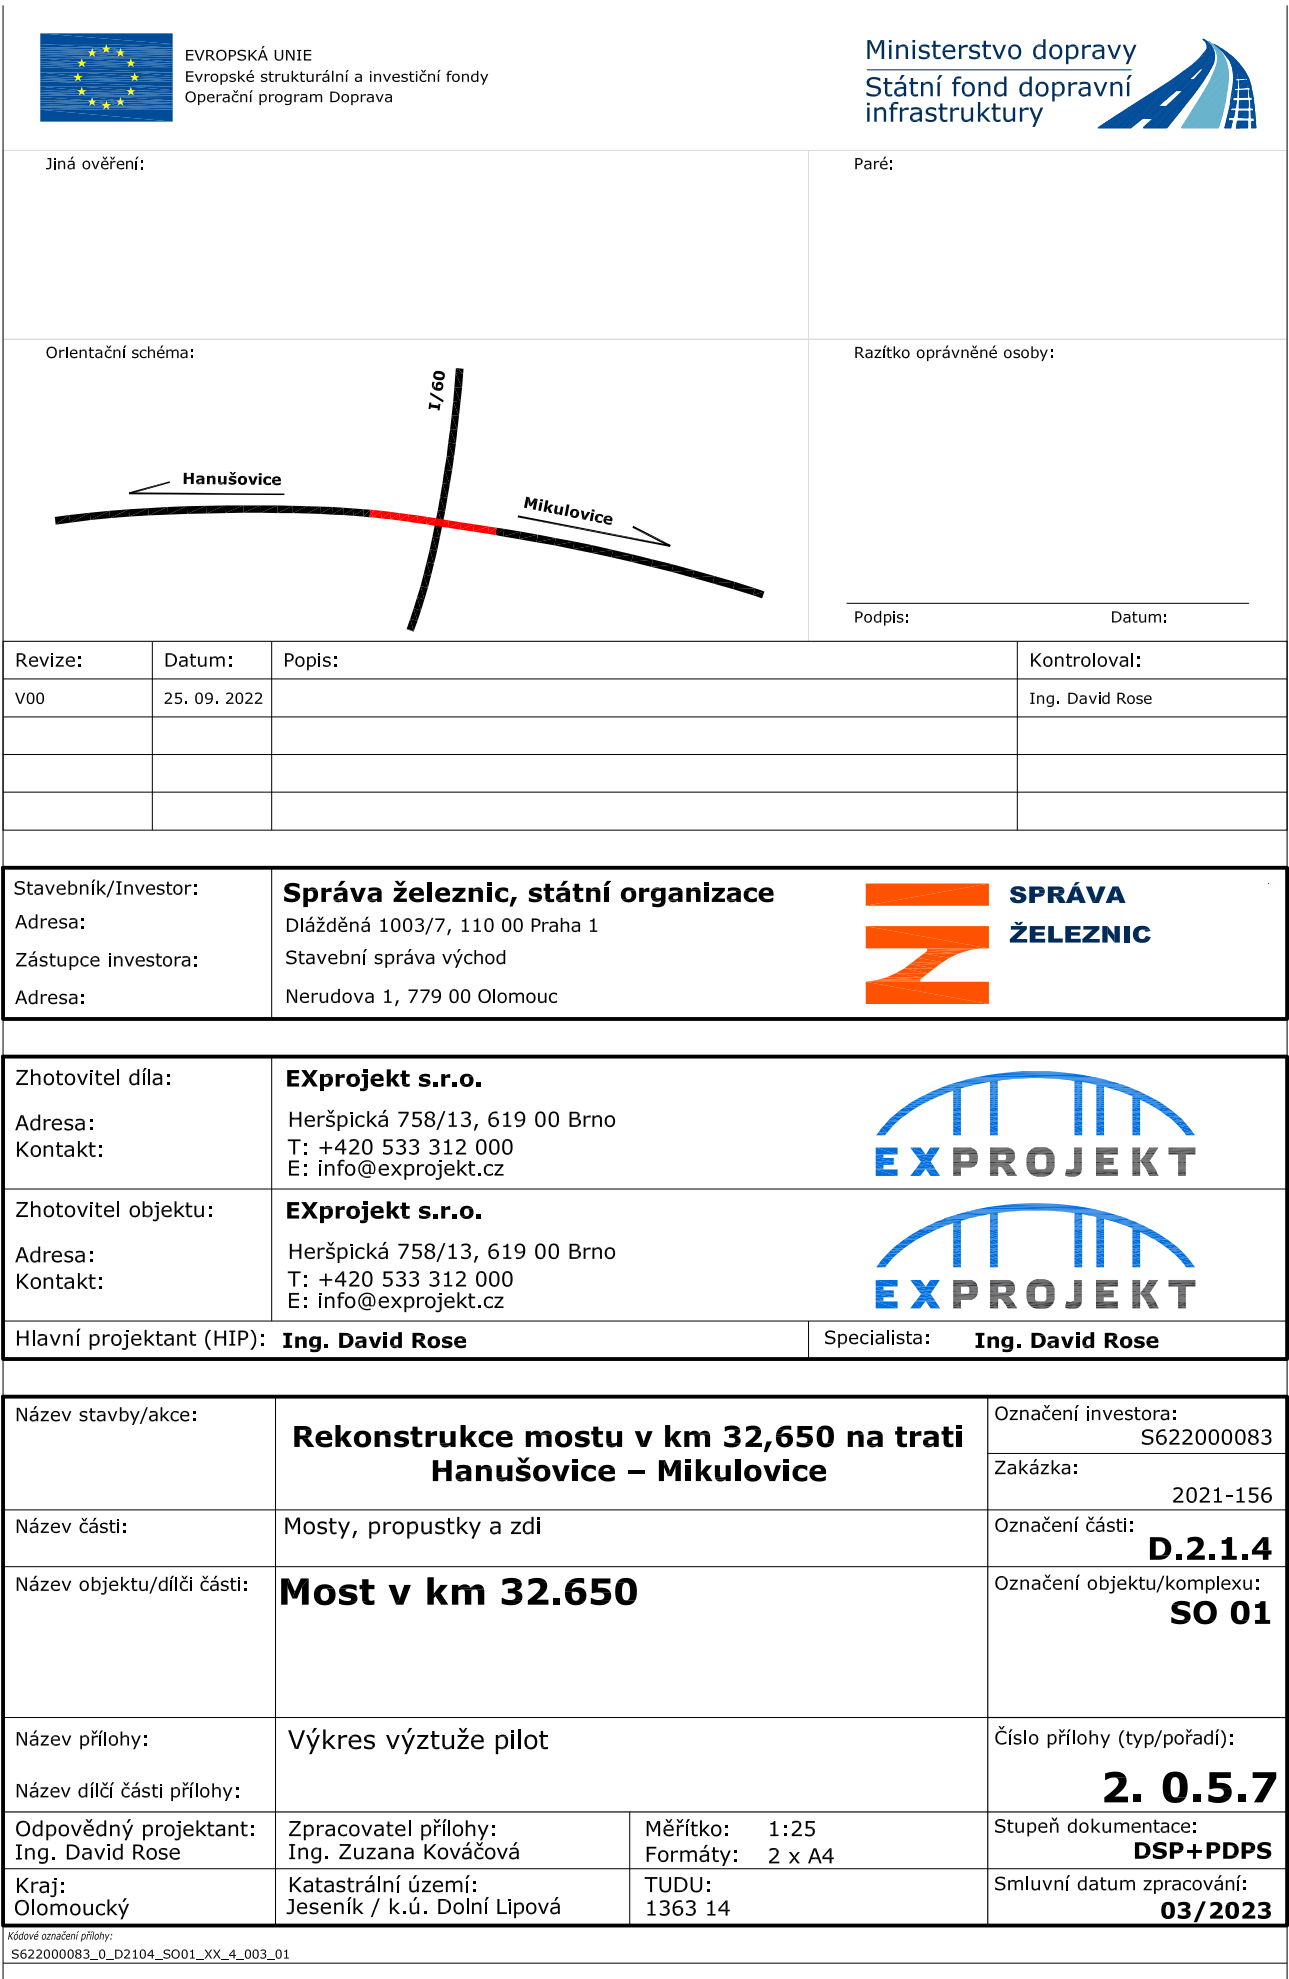 EVROPSKÁ UNIE
Evropské strukturální a investiční fondy
Operační program Doprava
Ministerstvo dopravy
Státní fond dopravní
infrastruktury
Jiná ověření:
Paré:
Orientační schéma:
Razítko oprávněné osoby:
I/60
Hanušovice
Mikulovice
Podpis:
Datum:
Revize: Datum: Popis: Kontroloval:
V00 25. 09. 2022 Ing. David Rose
Stavebník/Investor: Správa železnic, státní organizace
Adresa: Dlážděná 1003/7, 110 00 Praha 1
Zástupce investora: Stavební správa východ
Adresa: Nerudova 1, 779 00 Olomouc
SPRÁVA
ŽELEZNIC
Zhotovitel díla: EXprojekt s.r.o.
Adresa: Heršpická 758/13, 619 00 Brno
Kontakt: T: +420 533 312 000
E: info@exprojekt.cz
EXPROJEKT
Zhotovitel objektu: EXprojekt s.r.o.
Adresa: Heršpická 758/13, 619 00 Brno
Kontakt: T: +420 533 312 000
E: info@exprojekt.cz
EXPROJEKT
Hlavní projektant (HIP): Ing. David Rose
Specialista: Ing. David Rose
Název stavby/akce:
Rekonstrukce mostu v km 32,650 na trati
Hanušovice – Mikulovice
Označení investora:
S622000083
Zakázka:
2021-156
Název části: Mosty, propustky a zdi
Označení části:
D.2.1.4
Název objektu/dílči části: Most v km 32.650
Označení objektu/komplexu:
SO 01
Název přílohy: Výkres výztuže pilot
Název dílčí části přílohy:
Číslo přílohy (typ/pořadí):
2. 0.5.7
Odpovědný projektant:
Ing. David Rose
Zpracovatel přílohy:
Ing. Zuzana Kováčová
Měřítko: 1:25
Formáty: 2 x A4
Stupeň dokumentace:
DSP+PDPS
Kraj:
Olomoucký
Katastrální území:
Jeseník / k.ú. Dolní Lipová
TUDU:
1363 14
Smluvní datum zpracování:
03/2023
Kódové označení přílohy:
S622000083_0_D2104_SO01_XX_4_003_01